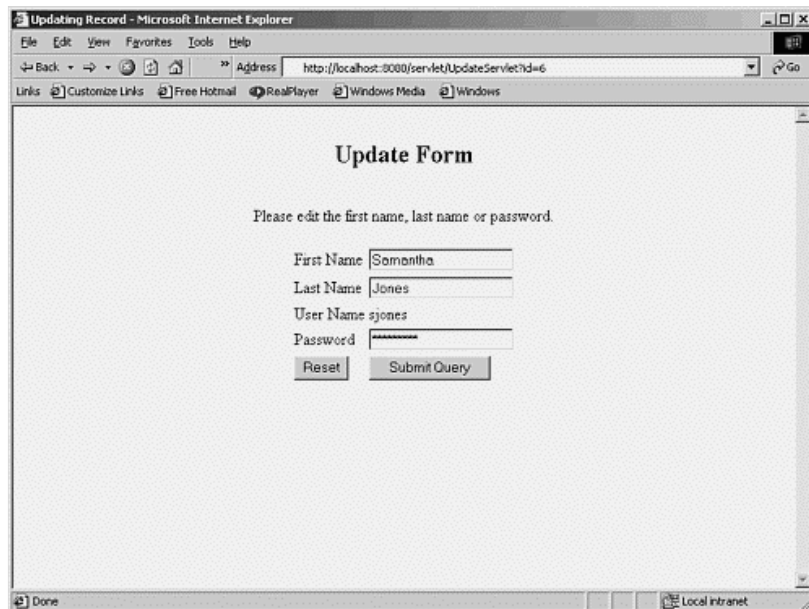 Updating Record - Microsoft Internet Explorer
File Edit View Favorites Tools Help
Back » Address http://localhost:8080/servlet/UpdateServlet?id=6 Go
Links Customize Links Free Hotmail RealPlayer Windows Media Windows
Update Form
Please edit the first name, last name or password.
First Name Samantha
Last Name Jones
User Name sjones
Password *********
Reset Submit Query
Done Local intranet